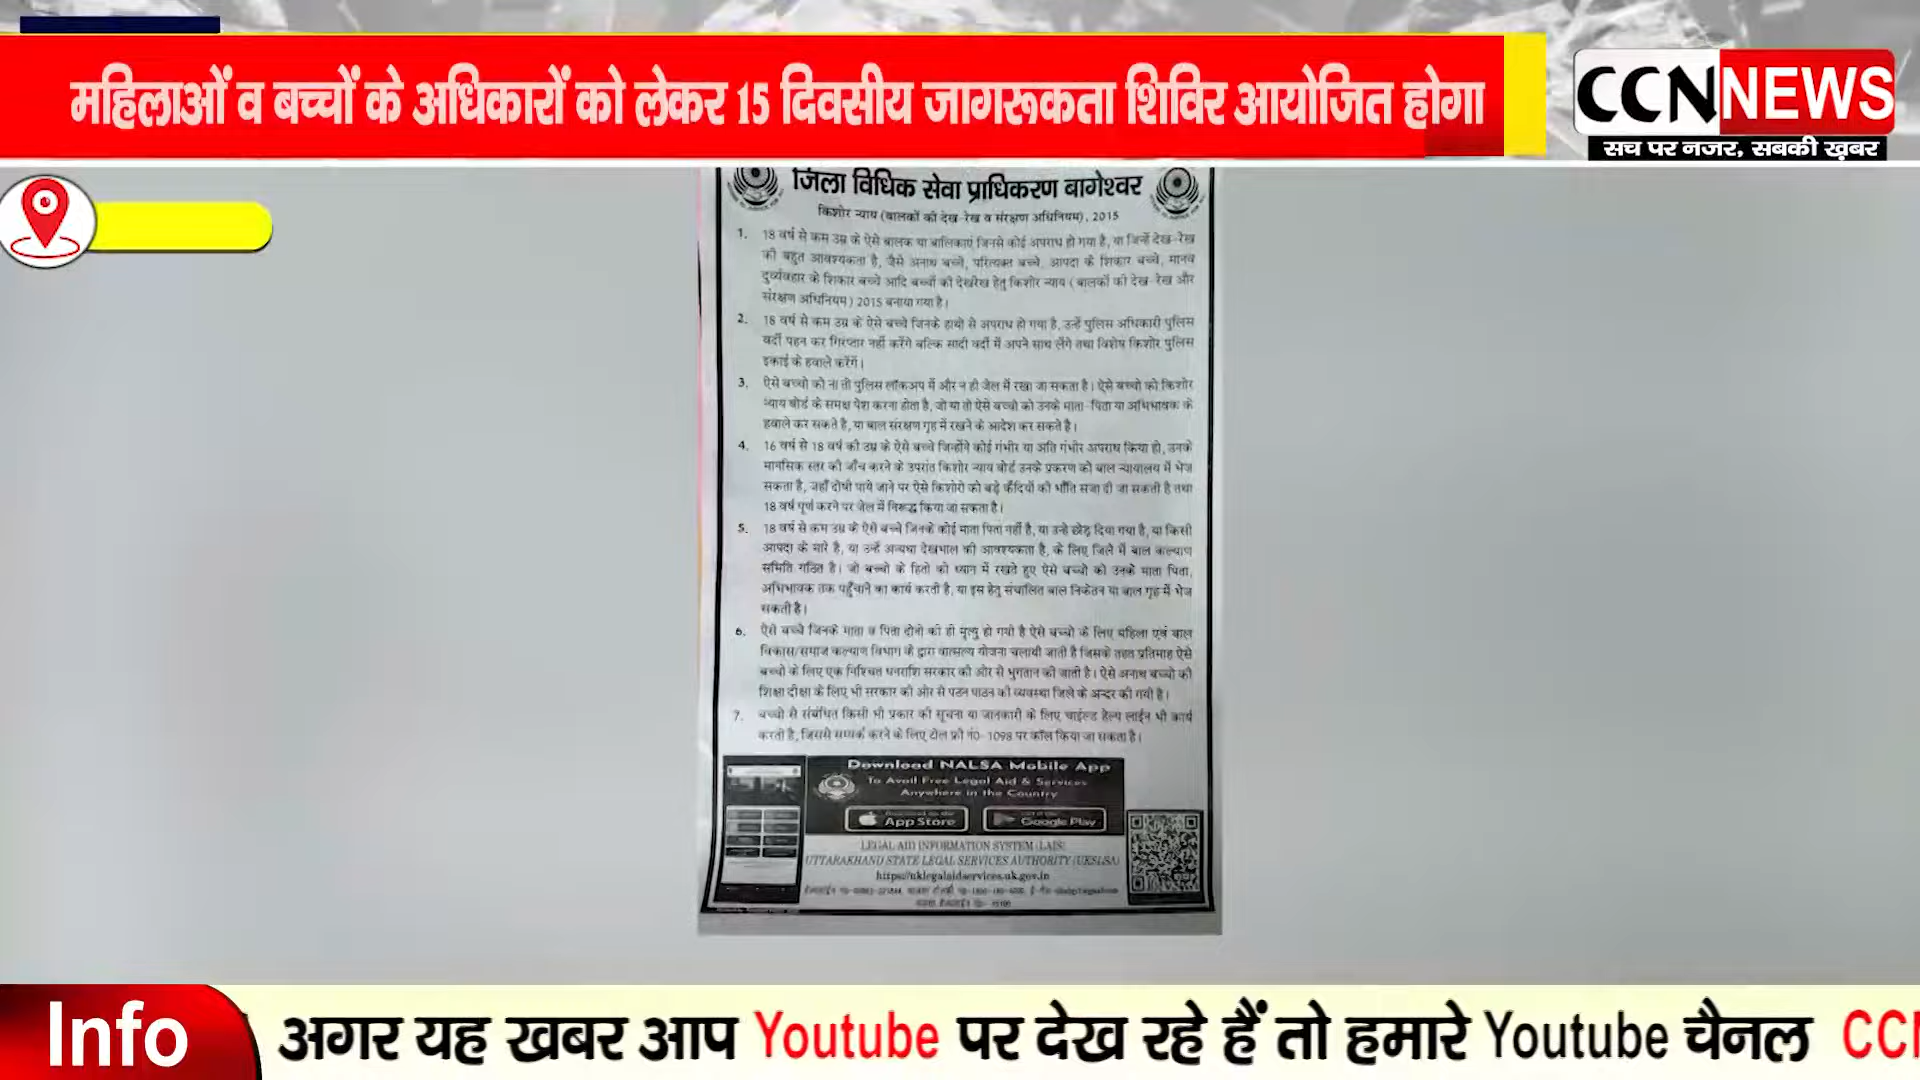 महिलाओं व बच्चों के अधिकारों को लेकर 15 दिवसीय जागरूकता शिविर आयोजित होगा
CCNNEWS
सच पर नजर, सबकी ख़बर
जिला विधिक सेवा प्राधिकरण बागेश्वर
किशोर न्याय (बालकों की देख-रेख व संरक्षण अधिनियम), 2015
1. 18 वर्ष से कम उम्र के ऐसे बालक या बालिकाएं जिनसे कोई अपराध हो गया है, या जिन्हें देख-रेख
की बहुत आवश्यकता है, जैसे अनाथ बच्चे, परित्यक्त बच्चे, आपदा के शिकार बच्चे, मानव
दुर्व्यवहार के शिकार बच्चे आदि बच्चों की देखरेख हेतु किशोर न्याय (बालकों की देख-रेख और
संरक्षण अधिनियम) 2015 बनाया गया है।
2. 18 वर्ष से कम उम्र के ऐसे बच्चे जिनके हाथों से अपराध हो गया है, उन्हें पुलिस अधिकारी पुलिस
वर्दी पहन कर गिरफ्तार नहीं करेंगे बल्कि सादी वर्दी में अपने साथ लेंगे तथा विशेष किशोर पुलिस
इकाई के हवाले करेंगे।
3. ऐसे बच्चो को ना तो पुलिस लॉकअप में और न ही जेल में रखा जा सकता है। ऐसे बच्चो को किशोर
न्याय बोर्ड के समक्ष पेश करना होता है, जो या तो ऐसे बच्चो को उनके माता-पिता या अभिभावक के
हवाले कर सकते है, या बाल संरक्षण गृह में रखने के आदेश कर सकते है।
4. 16 वर्ष से 18 वर्ष की उम्र के ऐसे बच्चे जिन्होंने कोई गंभीर या अति गंभीर अपराध किया हो, उनके
मानसिक स्तर की जाँच करने के उपरांत किशोर न्याय बोर्ड उनके प्रकरण को बाल न्यायालय में भेज
सकता है, जहाँ दोषी पाये जाने पर ऐसे किशोरो को बड़े कैदियों की भाँति सजा दी जा सकती है तथा
18 वर्ष पूर्ण करने पर जेल में निरूद्ध किया जा सकता है।
5. 18 वर्ष से कम उम्र के ऐसे बच्चे जिनके कोई माता पिता नहीं है, या उन्हे छोड़ दिया गया है, या किसी
आपदा के मारे है, या उन्हें अन्यथा देखभाल की आवश्यकता है, के लिए जिले में बाल कल्याण
समिति गठित है। जो बच्चो के हितो को ध्यान में रखते हुए ऐसे बच्चो को उनके माता पिता,
अभिभावक तक पहुँचाने का कार्य करती है, या इस हेतु संचालित बाल निकेतन या बाल गृह में भेज
सकती है।
6. ऐसे बच्चे जिनके माता व पिता दोनो की ही मृत्यु हो गयी है ऐसे बच्चो के लिए महिला एवं बाल
विकास/समाज कल्याण विभाग के द्वारा वात्सल्य योजना चलायी जाती है जिसके तहत प्रतिमाह ऐसे
बच्चो के लिए एक निश्चित धनराशि सरकार की ओर से भुगतान की जाती है। ऐसे अनाथ बच्चो की
शिक्षा दीक्षा के लिए भी सरकार की ओर से पठन पाठन की व्यवस्था जिले के अन्दर की गयी है।
7. बच्चो से संबंधित किसी भी प्रकार की सूचना या जानकारी के लिए चाईल्ड हेल्प लाईन भी कार्य
करती है, जिससे सम्पर्क करने के लिए टोल फ्री नं0- 1098 पर कॉल किया जा सकता है।
Download NALSA Mobile App
To Avail Free Legal Aid & Services
Anywhere in the Country
App Store
Google Play
LEGAL AID INFORMATION SYSTEM (LAIS)
UTTARAKHAND STATE LEGAL SERVICES AUTHORITY (UKSLSA)
https://uklegalaidservices.uk.gov.in
Info
अगर यह खबर आप Youtube पर देख रहे हैं तो हमारे Youtube चैनल CCN